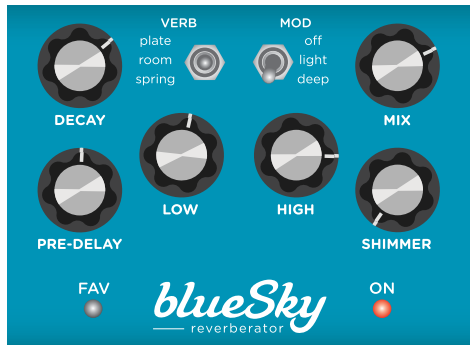 VERB
plate
room
spring
MOD
off
light
deep
DECAY
MIX
LOW
HIGH
PRE-DELAY
SHIMMER
FAV
ON
blueSky
reverberator